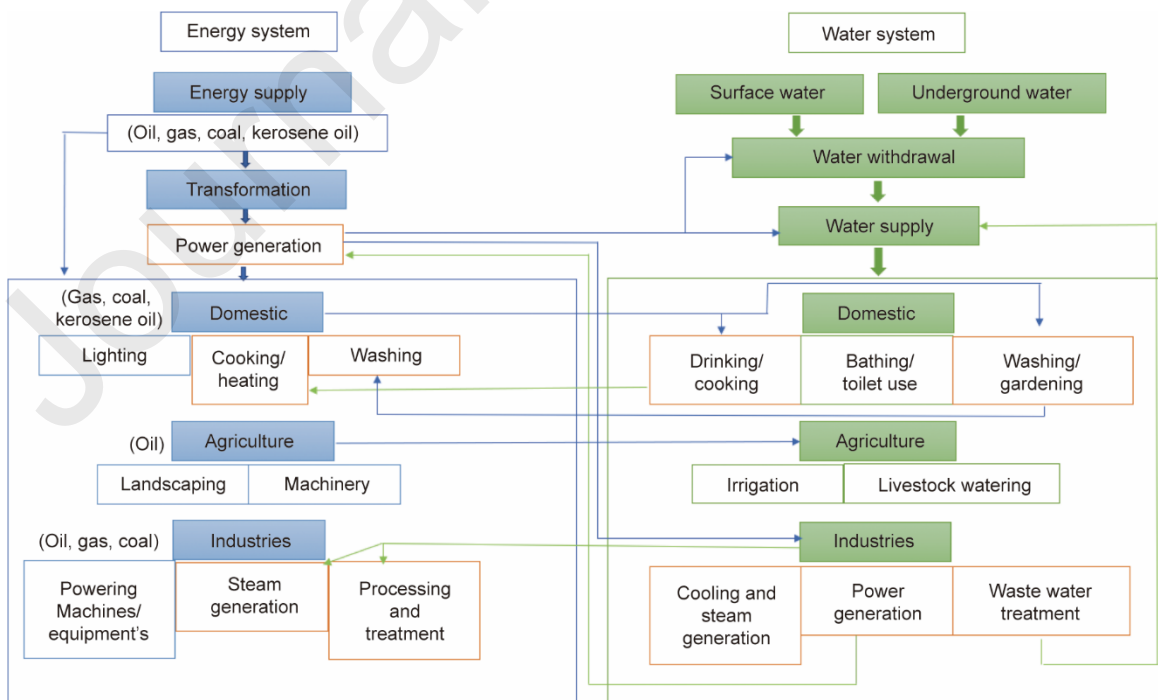 Energy system
Water system
Energy supply
Surface water
Underground water
(Oil, gas, coal, kerosene oil)
Water withdrawal
Transformation
Power generation
Water supply
(Gas, coal,
kerosene oil)
Domestic
Domestic
Lighting
Cooking/
heating
Washing
Drinking/
cooking
Bathing/
toilet use
Washing/
gardening
(Oil)
Agriculture
Agriculture
Landscaping
Machinery
Irrigation
Livestock watering
(Oil, gas, coal)
Industries
Industries
Powering
Machines/
equipment's
Steam
generation
Processing
and
treatment
Cooling and
steam
generation
Power
generation
Waste water
treatment
Journa